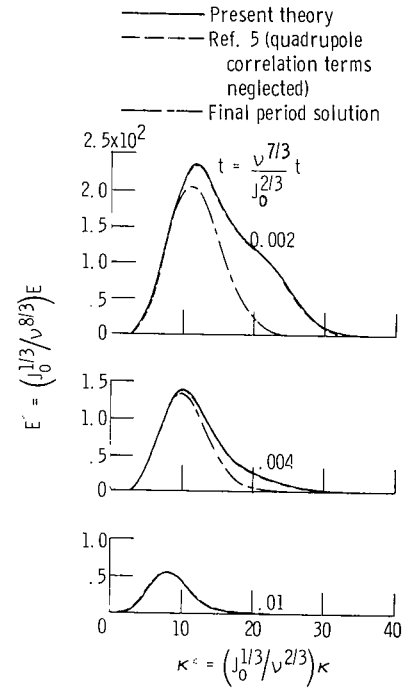 Present theory
Ref. 5 (quadrupole
correlation terms
neglected)
Final period solution
2.5x10²
t = ν^7/3 / J₀^2/3 t
2.0
1.5
1.0
.5
0
0.002
E´ = (J₀^1/3/ν^8/3)E
1.5
1.0
.5
0
.004
1.0
.5
0
.01
10 20 30 40
κ´ = (J₀^1/3/ν^2/3)κ